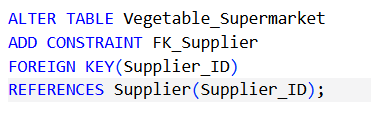 ALTER TABLE Vegetable_Supermarket
ADD CONSTRAINT FK_Supplier
FOREIGN KEY(Supplier_ID)
REFERENCES Supplier(Supplier_ID);